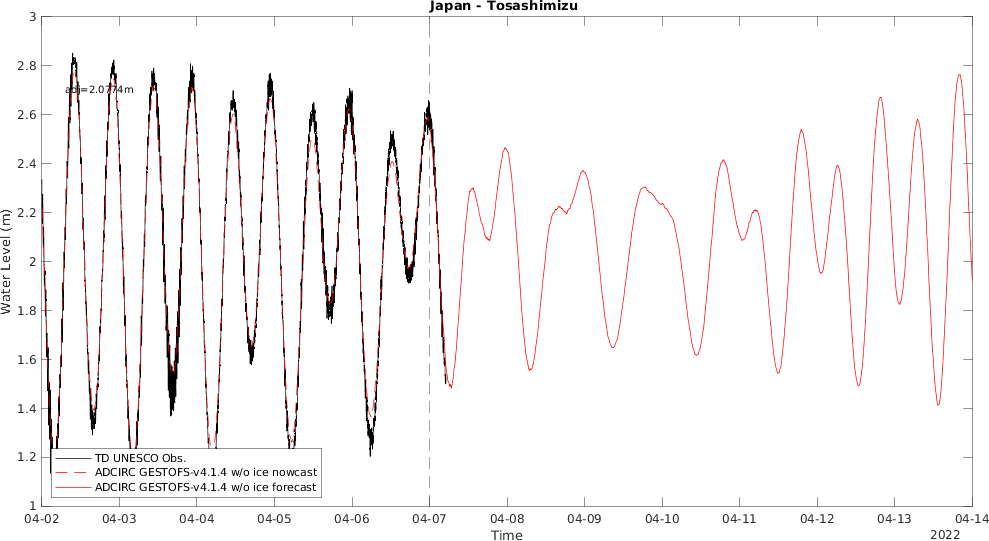 Japan - Tosashimizu
3
2.8
2.6
2.4
2.2
2
1.8
1.6
1.4
1.2
1
Water Level (m)
adj=2.0774m
TD UNESCO Obs.
ADCIRC GESTOFS-v4.1.4 w/o ice nowcast
ADCIRC GESTOFS-v4.1.4 w/o ice forecast
04-02 04-03 04-04 04-05 04-06 04-07 04-08 04-09 04-10 04-11 04-12 04-13 04-14
Time
2022